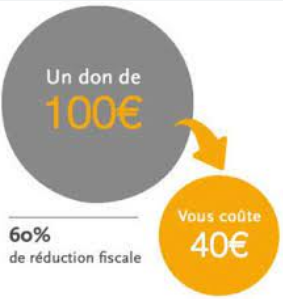 Un don de
100€
Vous coûte
40€
60%
de réduction fiscale